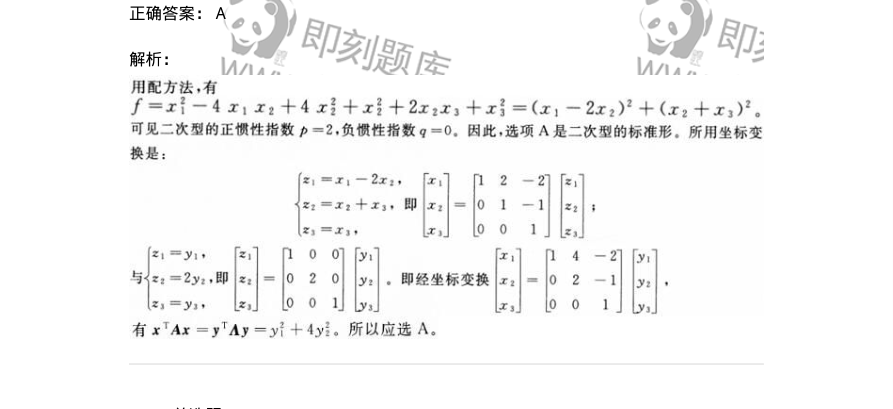 正确答案： A
即刻题库
即
解析：
WWW
用配方法，有
f＝x₁²－4 x₁ x₂＋4 x₂²＋x₂²＋2x₂x₃＋x₃²＝(x₁－2x₂)²＋(x₂＋x₃)²。
可见二次型的正惯性指数 p＝2，负惯性指数 q＝0。因此，选项 A 是二次型的标准形。所用坐标变
换是：
{z₁＝x₁－2x₂， z₂＝x₂＋x₃， z₃＝x₃， 即 [x₁ x₂ x₃]＝[1 2 －2; 0 1 －1; 0 0 1][z₁ z₂ z₃]；
与{z₁＝y₁， z₂＝2y₂， z₃＝y₃， 即 [z₁ z₂ z₃]＝[1 0 0; 0 2 0; 0 0 1][y₁ y₂ y₃]。即经坐标变换 [x₁ x₂ x₃]＝[1 4 －2; 0 2 －1; 0 0 1][y₁ y₂ y₃]，
有 xᵀAx＝yᵀΛy＝y₁²＋4y₂²。所以应选 A。